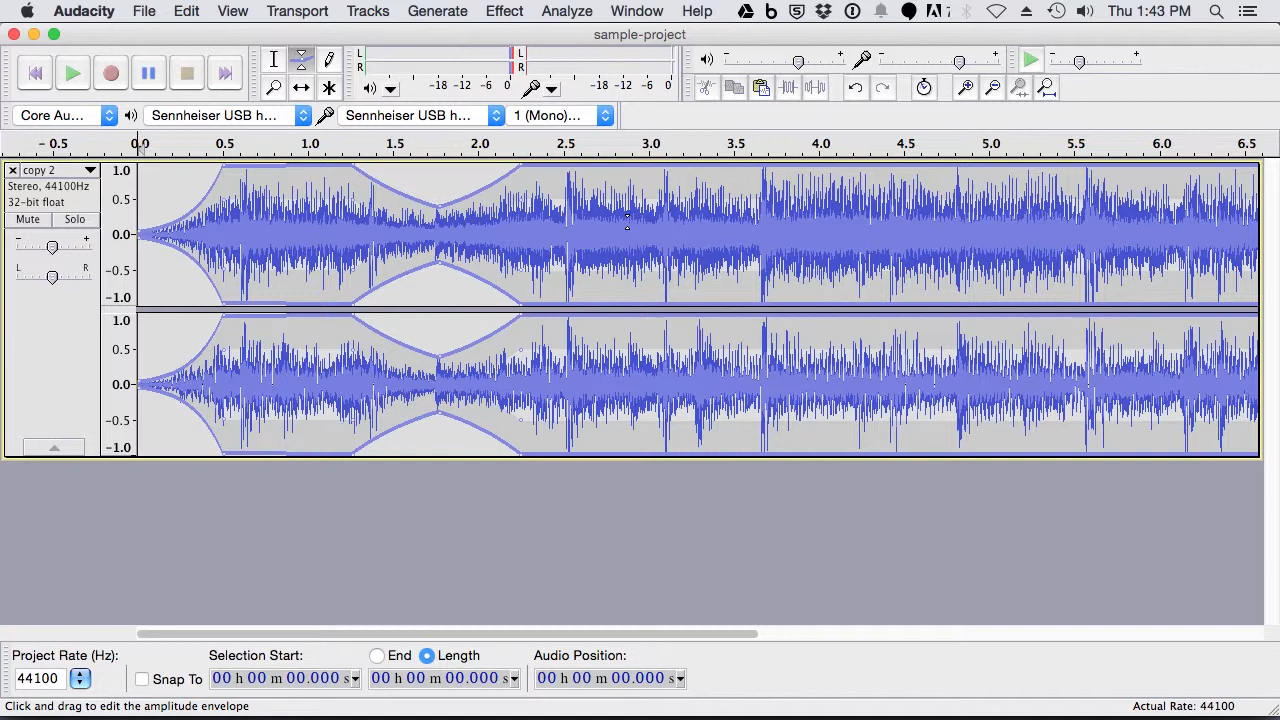 Audacity File Edit View Transport Tracks Generate Effect Analyze Window Help Thu 1:43 PM
sample-project
L
R
-18 -12 -6 0
L
R
-18 -12 -6 0
- + - + - +
Core Au... Sennheiser USB h... Sennheiser USB h... 1 (Mono)...
- 0.5 0.0 0.5 1.0 1.5 2.0 2.5 3.0 3.5 4.0 4.5 5.0 5.5 6.0 6.5
copy 2
Stereo, 44100Hz
32-bit float
Mute Solo
- +
L R
1.0
0.5
0.0
-0.5
-1.0
1.0
0.5
0.0
-0.5
-1.0
Project Rate (Hz): Selection Start: End Length Audio Position:
44100 Snap To 00 h 00 m 00.000 s 00 h 00 m 00.000 s 00 h 00 m 00.000 s
Click and drag to edit the amplitude envelope Actual Rate: 44100